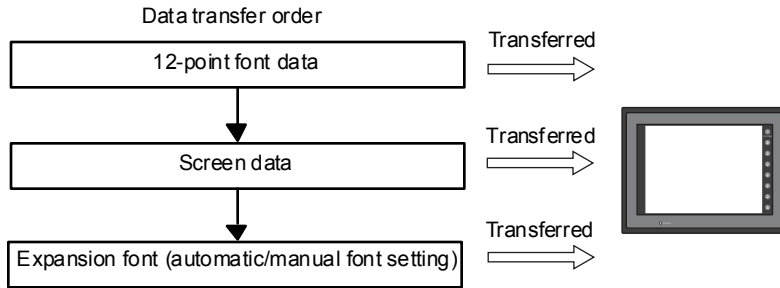 Data transfer order
Transferred
12-point font data
Transferred
Screen data
Transferred
Expansion font (automatic/manual font setting)